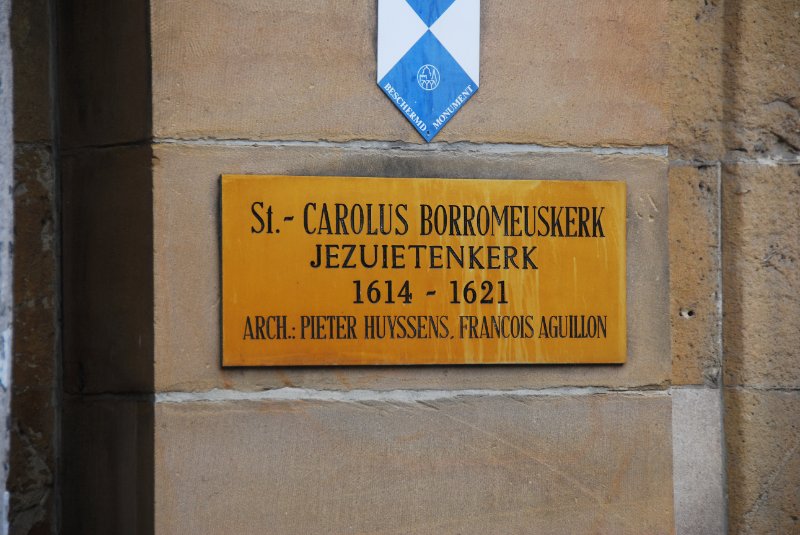 BESCHERMD MONUMENT
St.- CAROLUS BORROMEUSKERK
JEZUIETENKERK
1614 - 1621
ARCH.: PIETER HUYSSENS, FRANCOIS AGUILLON